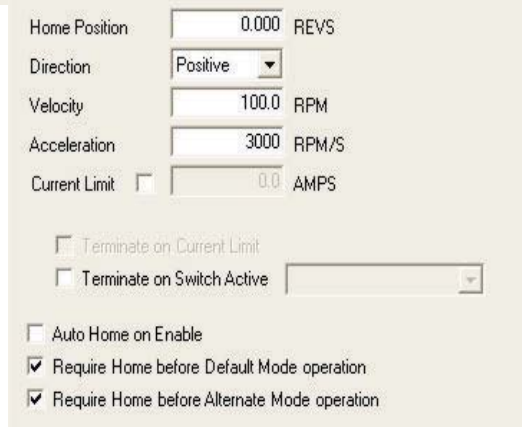 Home Position 0.000 REVS
Direction Positive
Velocity 100.0 RPM
Acceleration 3000 RPM/S
Current Limit 0.0 AMPS
Terminate on Current Limit
Terminate on Switch Active
Auto Home on Enable
Require Home before Default Mode operation
Require Home before Alternate Mode operation